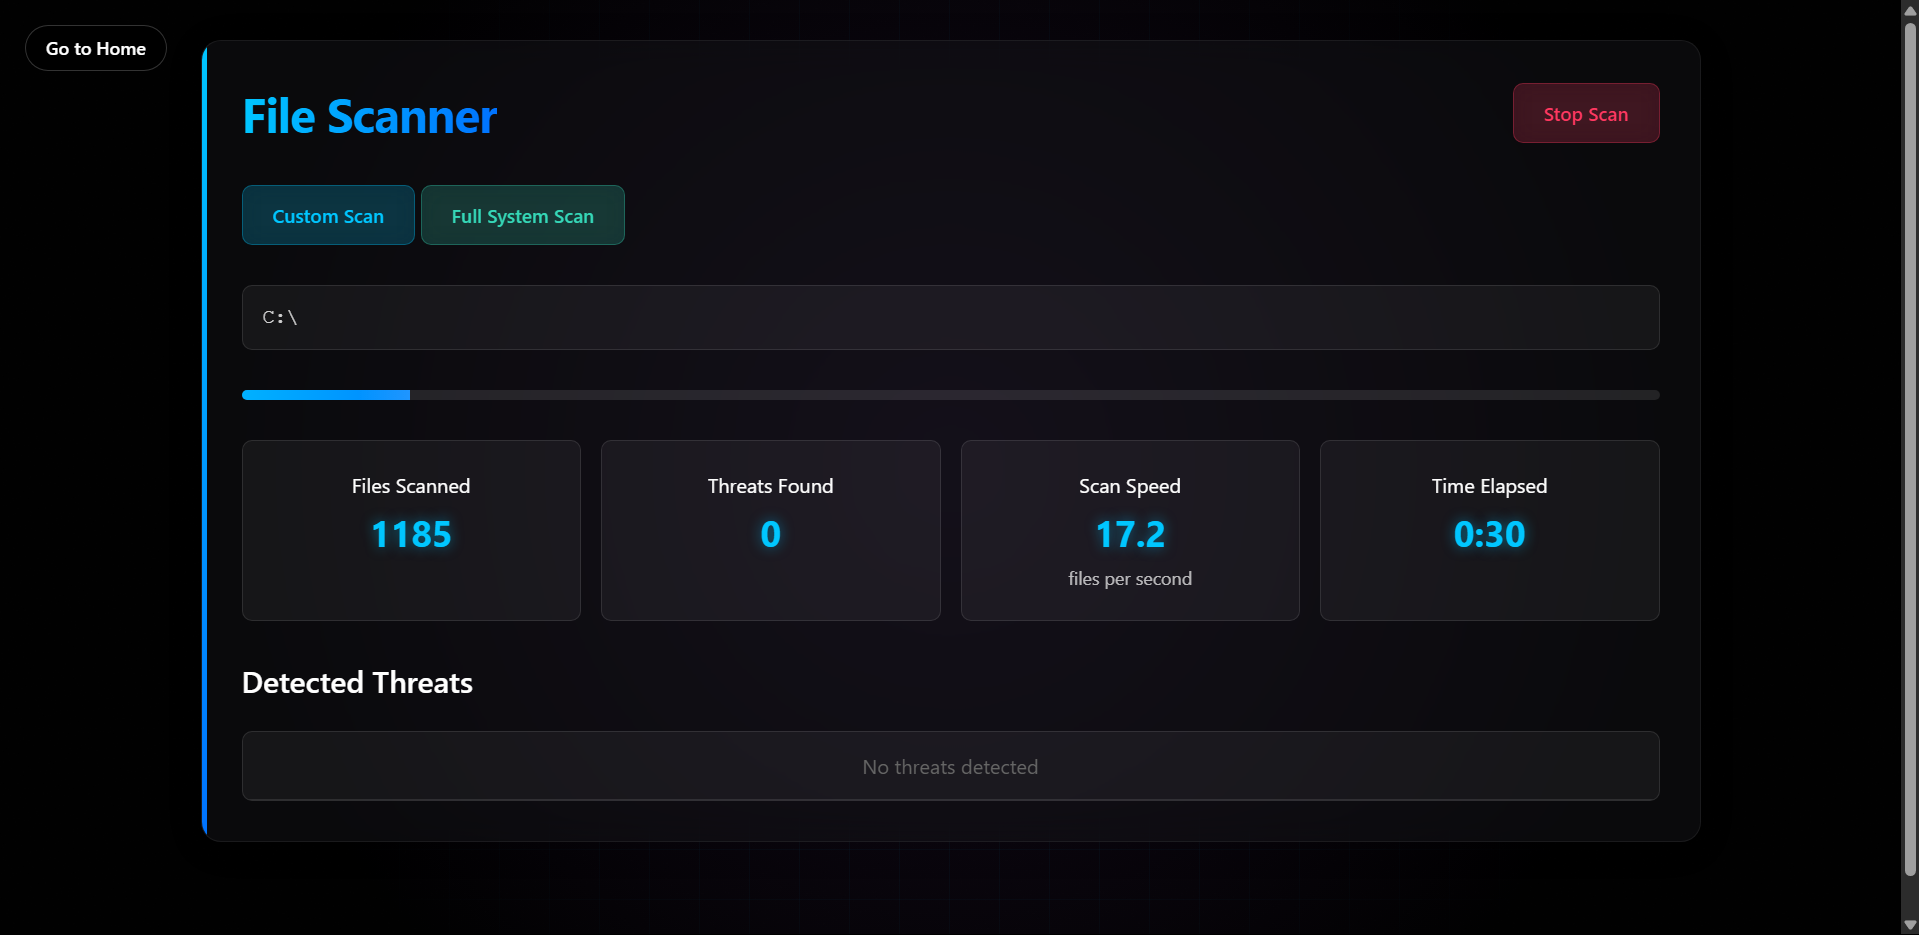 Go to Home
File Scanner
Stop Scan
Custom Scan
Full System Scan
C:\
Files Scanned
1185
Threats Found
0
Scan Speed
17.2
files per second
Time Elapsed
0:30
Detected Threats
No threats detected